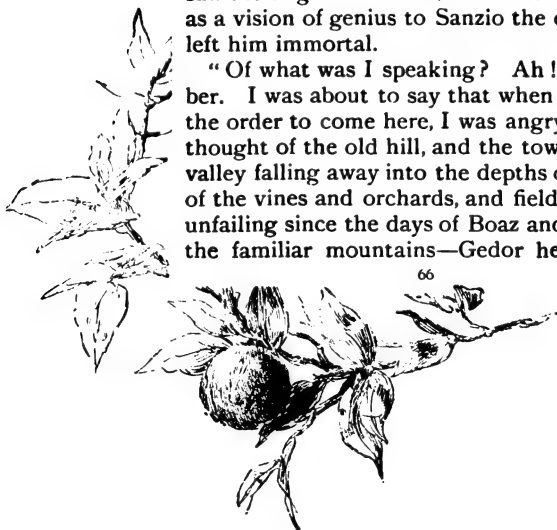 as a vision of genius to Sanzio the
left him immortal.
“Of what was I speaking? Ah!
ber. I was about to say that when
the order to come here, I was angry
thought of the old hill, and the tow
valley falling away into the depths
of the vines and orchards, and field
unfailing since the days of Boaz and
the familiar mountains—Gedor he
66